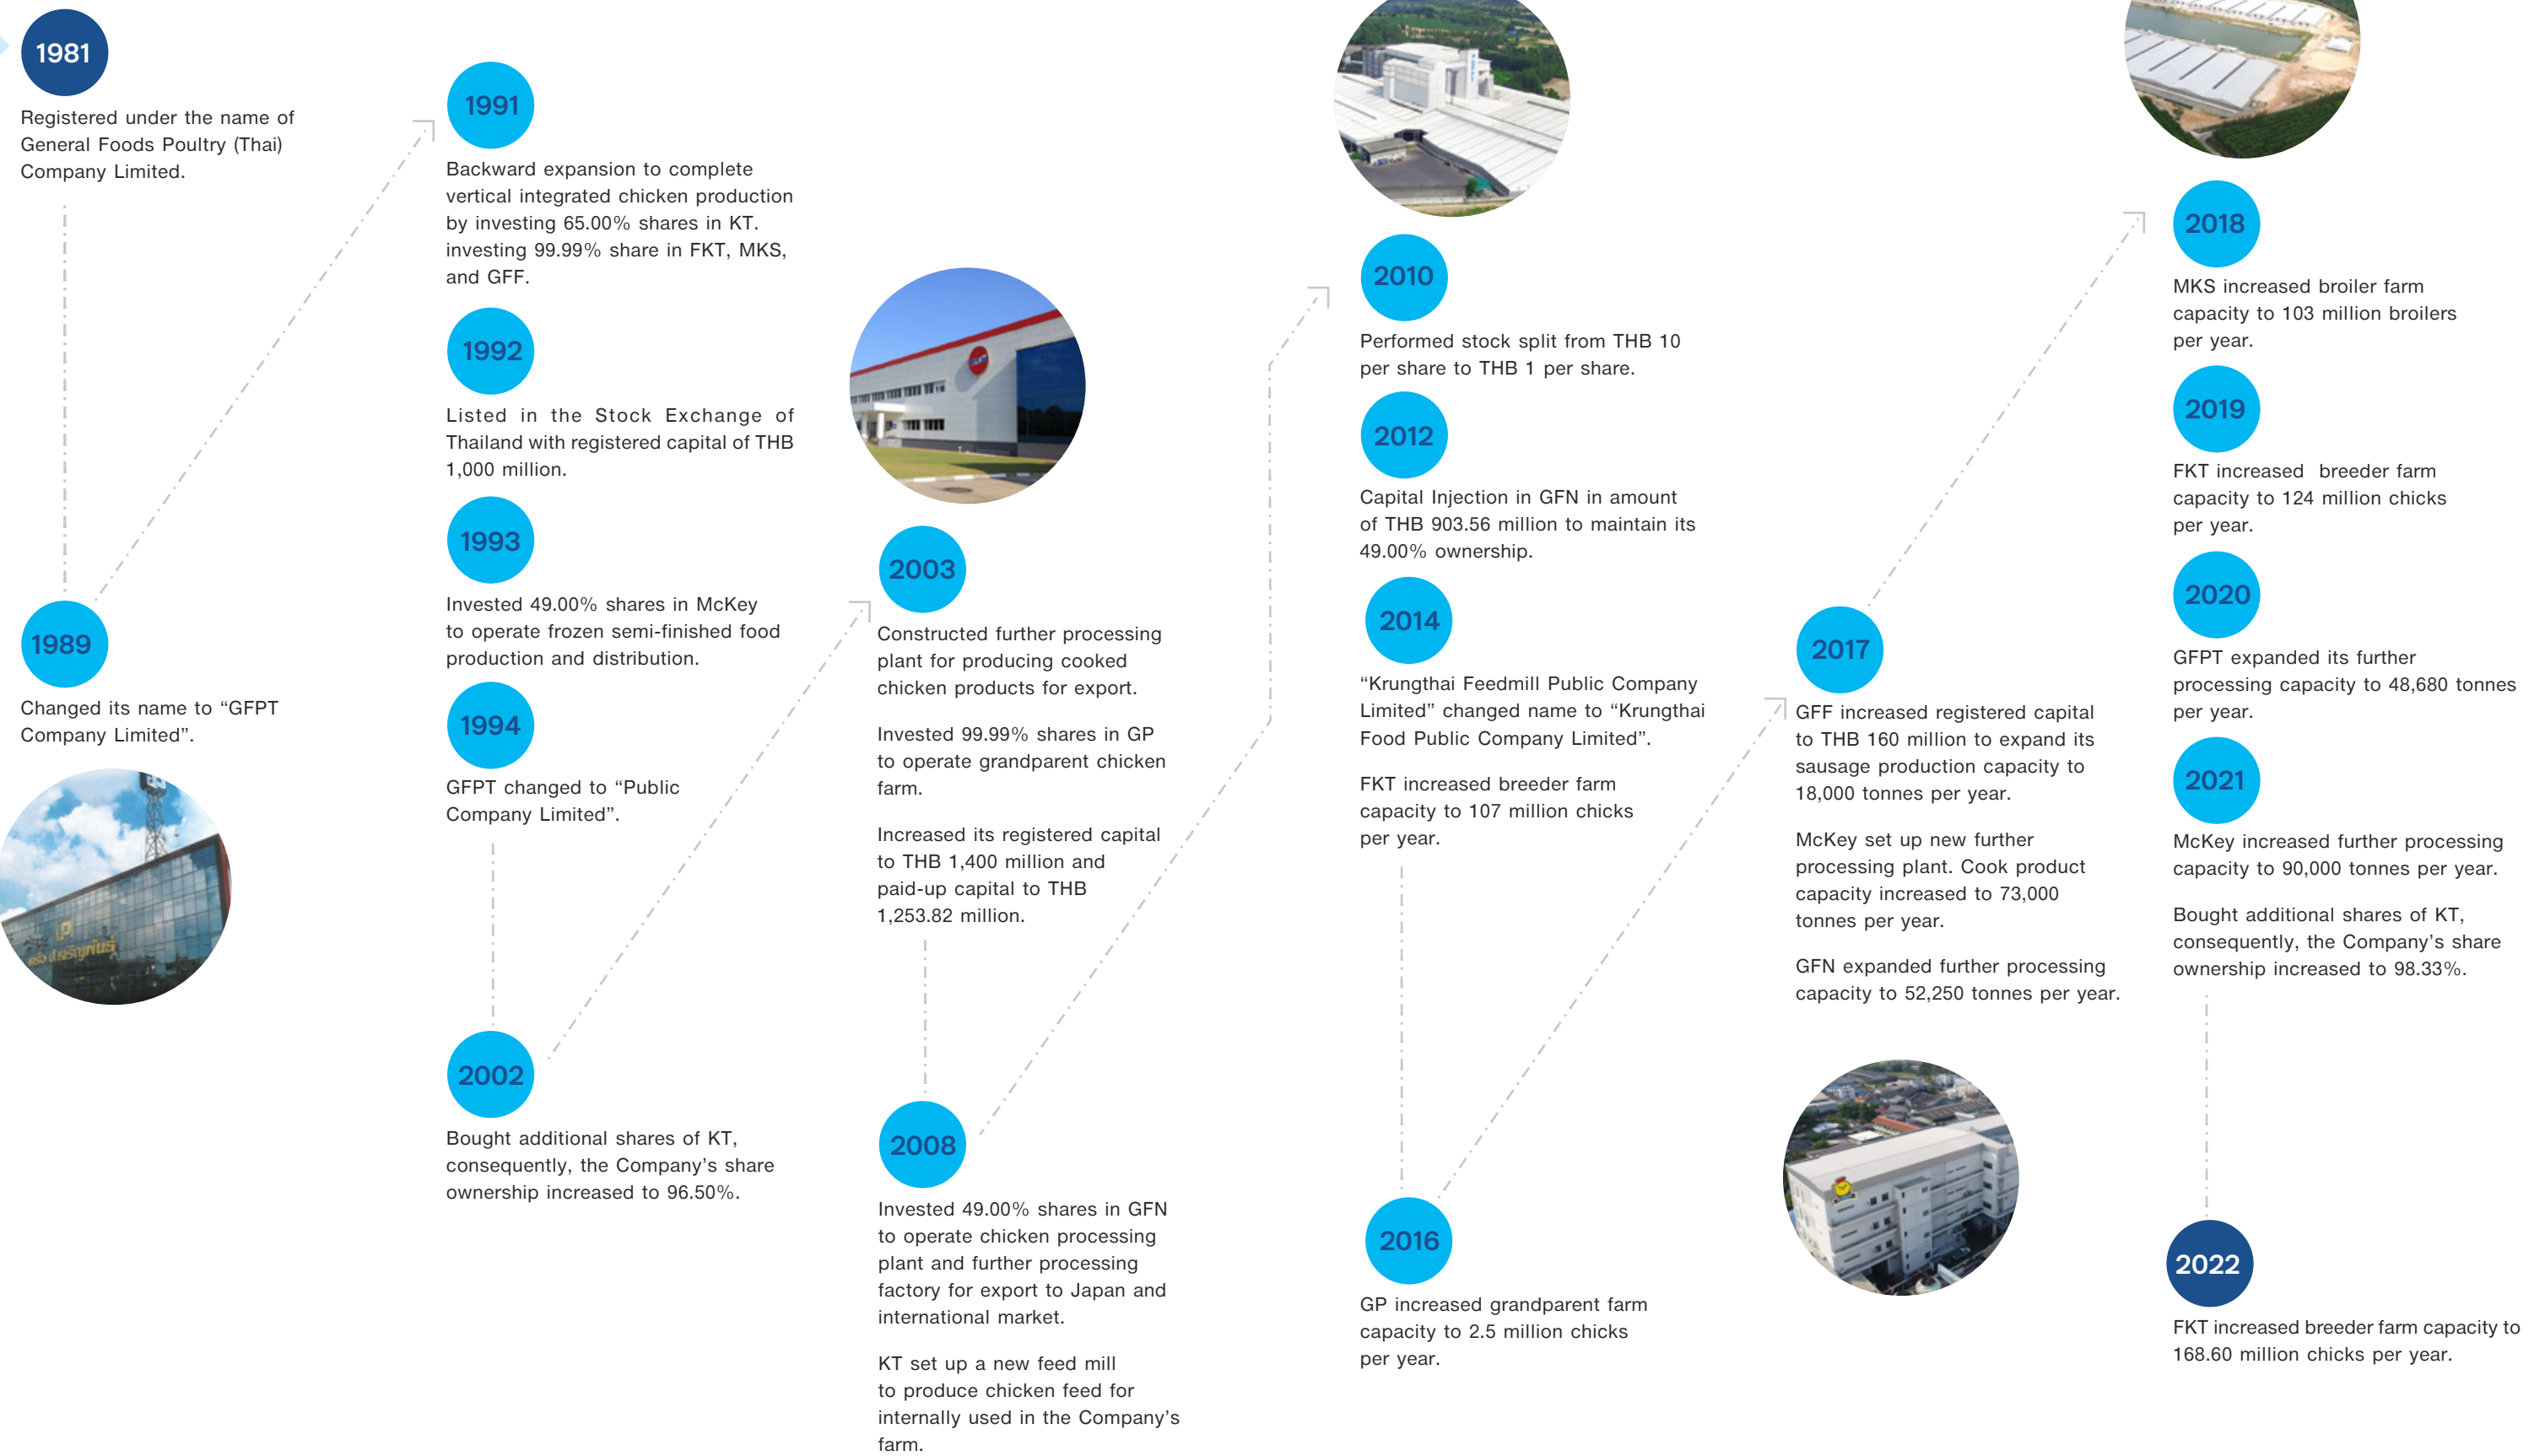 1981
Registered under the name of
General Foods Poultry (Thai)
Company Limited.
1989
Changed its name to “GFPT
Company Limited”.
1991
Backward expansion to complete
vertical integrated chicken production
by investing 65.00% shares in KT.
investing 99.99% share in FKT, MKS,
and GFF.
1992
Listed in the Stock Exchange of
Thailand with registered capital of THB
1,000 million.
1993
Invested 49.00% shares in McKey
to operate frozen semi-finished food
production and distribution.
1994
GFPT changed to “Public
Company Limited”.
2002
Bought additional shares of KT,
consequently, the Company’s share
ownership increased to 96.50%.
2003
Constructed further processing
plant for producing cooked
chicken products for export.
Invested 99.99% shares in GP
to operate grandparent chicken
farm.
Increased its registered capital
to THB 1,400 million and
paid-up capital to THB
1,253.82 million.
2008
Invested 49.00% shares in GFN
to operate chicken processing
plant and further processing
factory for export to Japan and
international market.
KT set up a new feed mill
to produce chicken feed for
internally used in the Company’s
farm.
2010
Performed stock split from THB 10
per share to THB 1 per share.
2012
Capital Injection in GFN in amount
of THB 903.56 million to maintain its
49.00% ownership.
2014
“Krungthai Feedmill Public Company
Limited” changed name to “Krungthai
Food Public Company Limited”.
FKT increased breeder farm
capacity to 107 million chicks
per year.
2016
GP increased grandparent farm
capacity to 2.5 million chicks
per year.
2017
GFF increased registered capital
to THB 160 million to expand its
sausage production capacity to
18,000 tonnes per year.
McKey set up new further
processing plant. Cook product
capacity increased to 73,000
tonnes per year.
GFN expanded further processing
capacity to 52,250 tonnes per year.
2018
MKS increased broiler farm
capacity to 103 million broilers
per year.
2019
FKT increased breeder farm
capacity to 124 million chicks
per year.
2020
GFPT expanded its further
processing capacity to 48,680 tonnes
per year.
2021
McKey increased further processing
capacity to 90,000 tonnes per year.
Bought additional shares of KT,
consequently, the Company’s share
ownership increased to 98.33%.
2022
FKT increased breeder farm capacity to
168.60 million chicks per year.